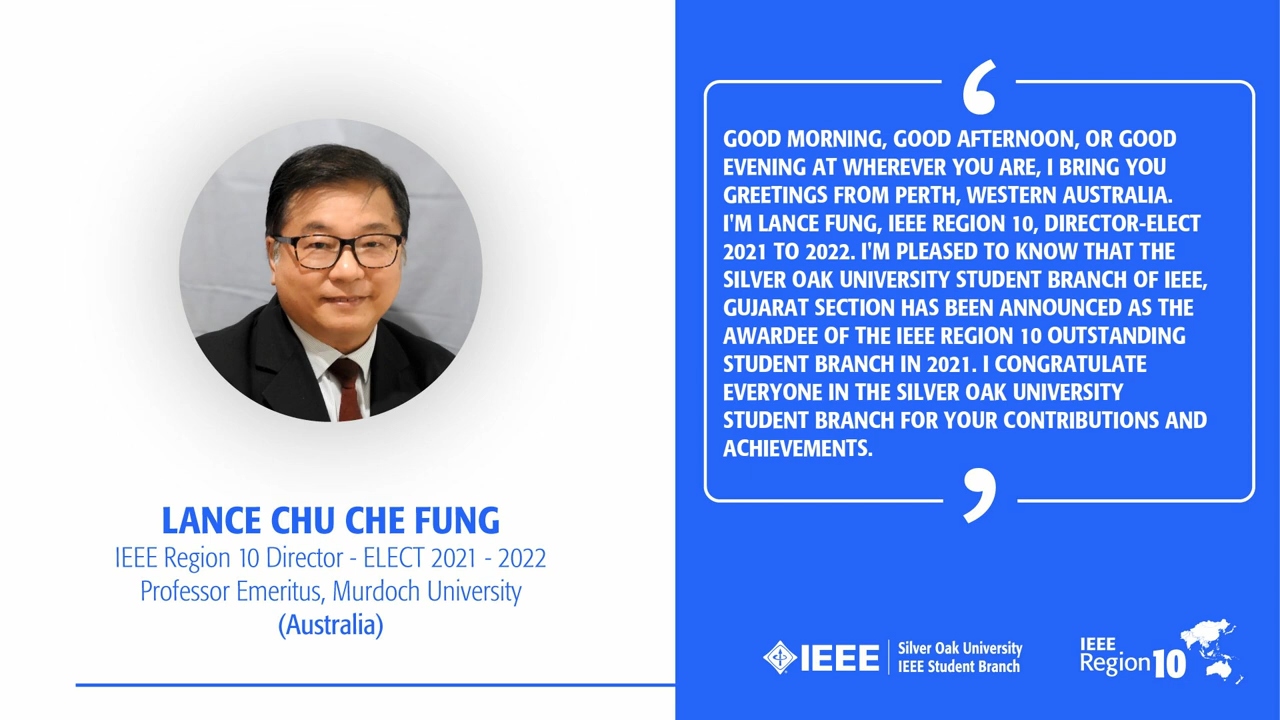 LANCE CHU CHE FUNG
IEEE Region 10 Director - ELECT 2021 - 2022
Professor Emeritus, Murdoch University
(Australia)
‘
GOOD MORNING, GOOD AFTERNOON, OR GOOD
EVENING AT WHEREVER YOU ARE, I BRING YOU
GREETINGS FROM PERTH, WESTERN AUSTRALIA.
I'M LANCE FUNG, IEEE REGION 10, DIRECTOR-ELECT
2021 TO 2022. I'M PLEASED TO KNOW THAT THE
SILVER OAK UNIVERSITY STUDENT BRANCH OF IEEE,
GUJARAT SECTION HAS BEEN ANNOUNCED AS THE
AWARDEE OF THE IEEE REGION 10 OUTSTANDING
STUDENT BRANCH IN 2021. I CONGRATULATE
EVERYONE IN THE SILVER OAK UNIVERSITY
STUDENT BRANCH FOR YOUR CONTRIBUTIONS AND
ACHIEVEMENTS.
’
IEEE
Silver Oak University
IEEE Student Branch
IEEE
Region 10